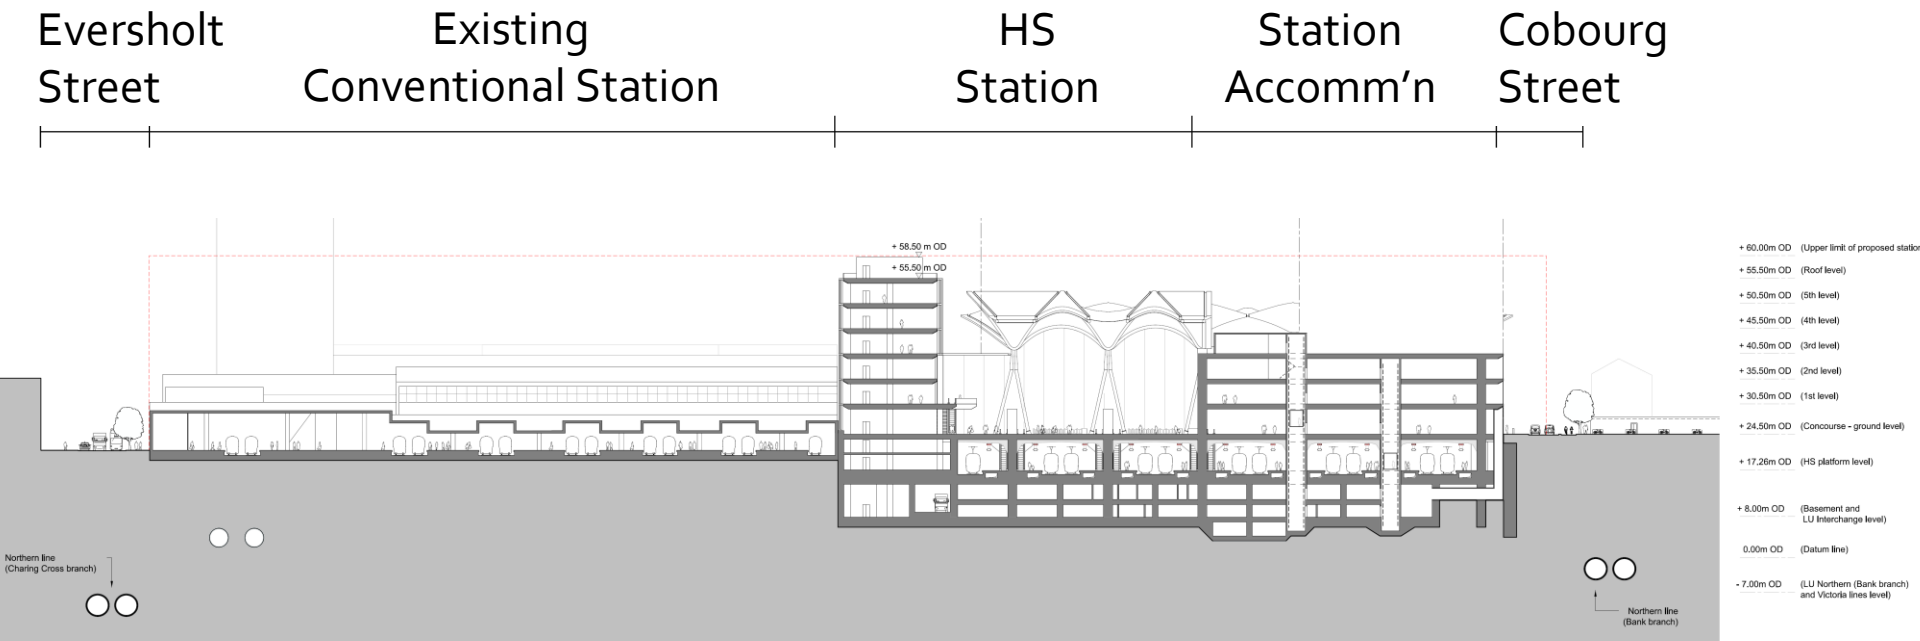 Eversholt
Street
Existing
Conventional Station
HS
Station
Station
Accomm'n
Cobourg
Street
+ 58.50 m OD
+ 55.50 m OD
+ 60.00m OD (Upper limit of proposed station
+ 55.50m OD (Roof level)
+ 50.50m OD (5th level)
+ 45.50m OD (4th level)
+ 40.50m OD (3rd level)
+ 35.50m OD (2nd level)
+ 30.50m OD (1st level)
+ 24.50m OD (Concourse - ground level)
+ 17.26m OD (HS platform level)
+ 8.00m OD (Basement and
LU Interchange level)
0.00m OD (Datum line)
- 7.00m OD (LU Northern (Bank branch)
and Victoria lines level)
Northern line
(Charing Cross branch)
Northern line
(Bank branch)